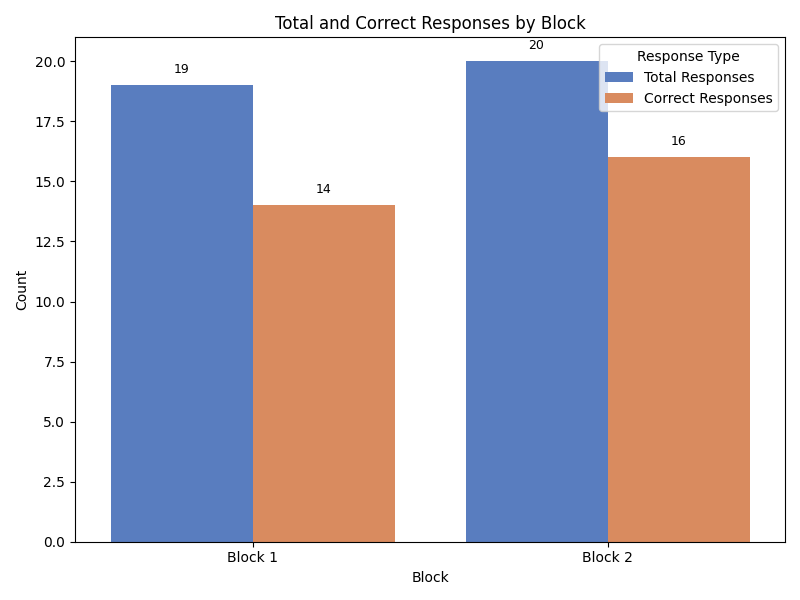 Total and Correct Responses by Block
Response Type
Total Responses
Correct Responses
20
19
16
14
20.0
17.5
15.0
12.5
10.0
7.5
5.0
2.5
0.0
Count
Block 1
Block 2
Block